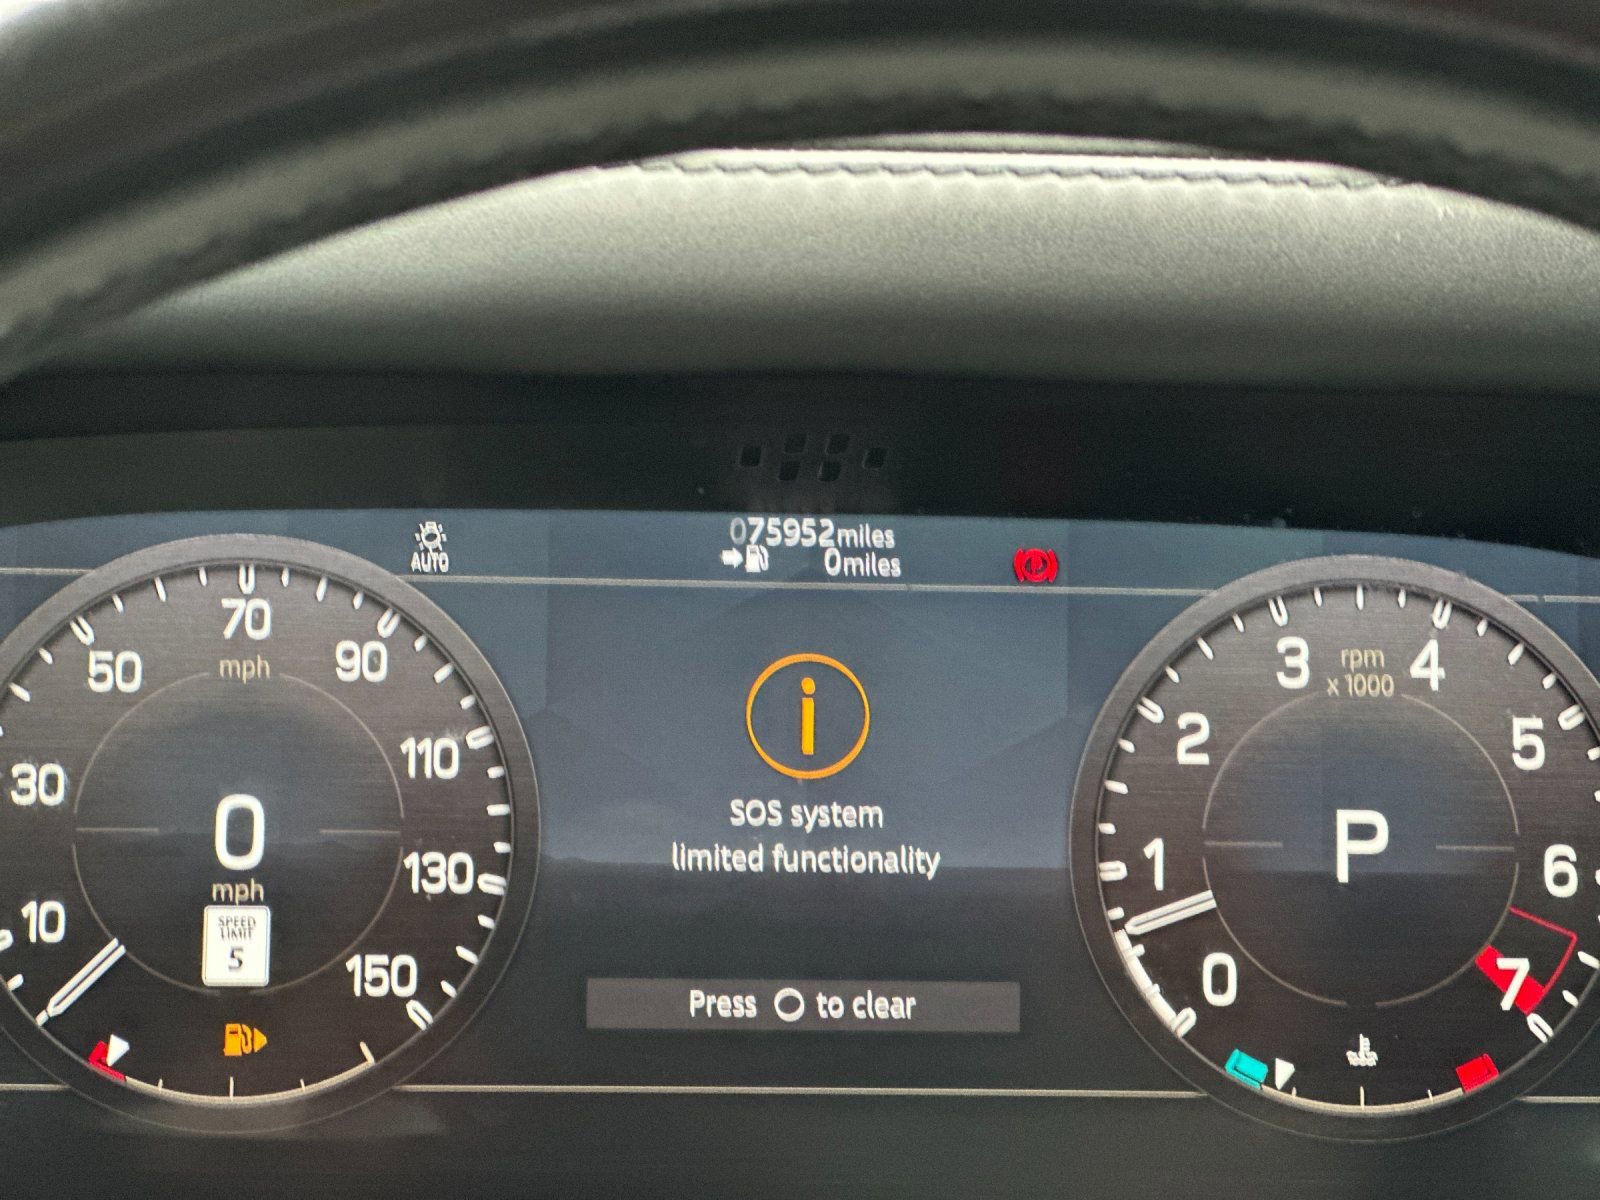 075952miles
0miles
AUTO
70
mph
50
90
30
110
10
130
150
0
mph
SPEED
LIMIT
5
SOS system
limited functionality
Press to clear
3
rpm
x 1000
4
2
5
1
6
0
7
P